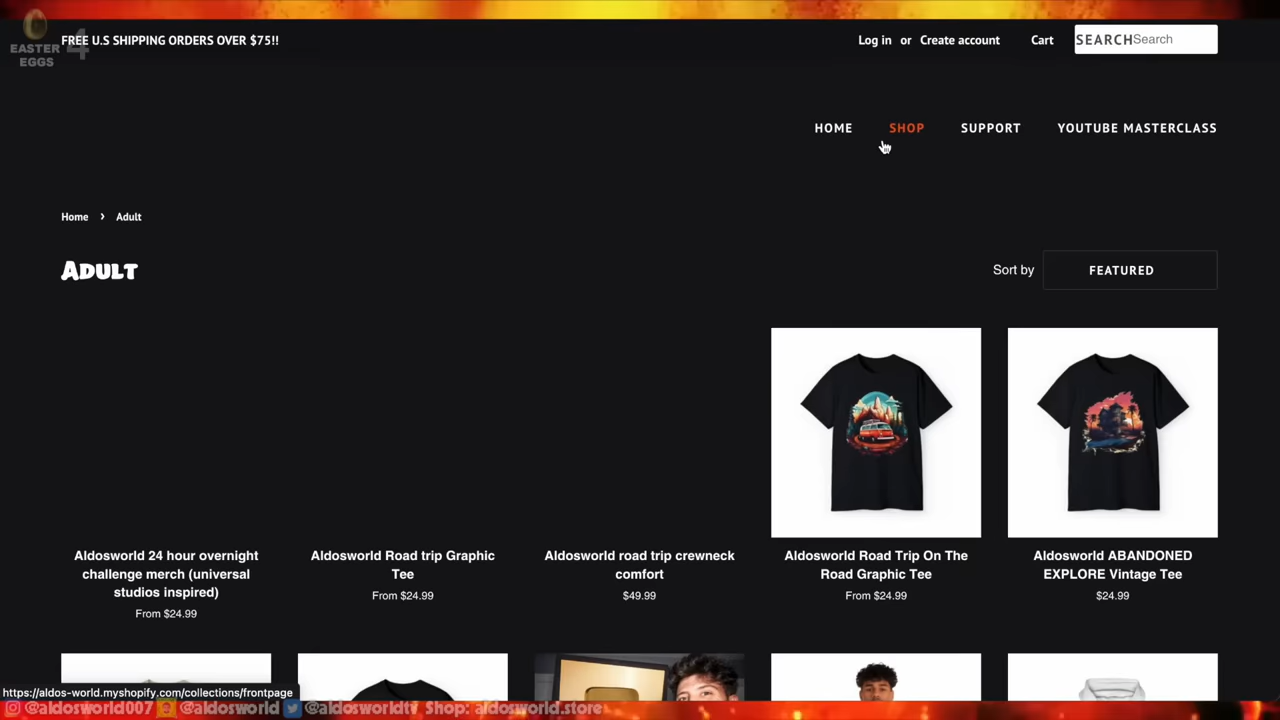 EASTER
EGGS
4
FREE U.S SHIPPING ORDERS OVER $75!!
Log in or Create account
Cart
SEARCH
Search
HOME
SHOP
SUPPORT
YOUTUBE MASTERCLASS
Home › Adult
ADULT
Sort by
FEATURED
Aldosworld 24 hour overnight
challenge merch (universal
studios inspired)
From $24.99
Aldosworld Road trip Graphic
Tee
From $24.99
Aldosworld road trip crewneck
comfort
$49.99
Aldosworld Road Trip On The
Road Graphic Tee
From $24.99
Aldosworld ABANDONED
EXPLORE Vintage Tee
$24.99
https://aldos-world.myshopify.com/collections/frontpage
@aldosworld007 @aldosworld @aldosworldtv Shop: aldosworld.store